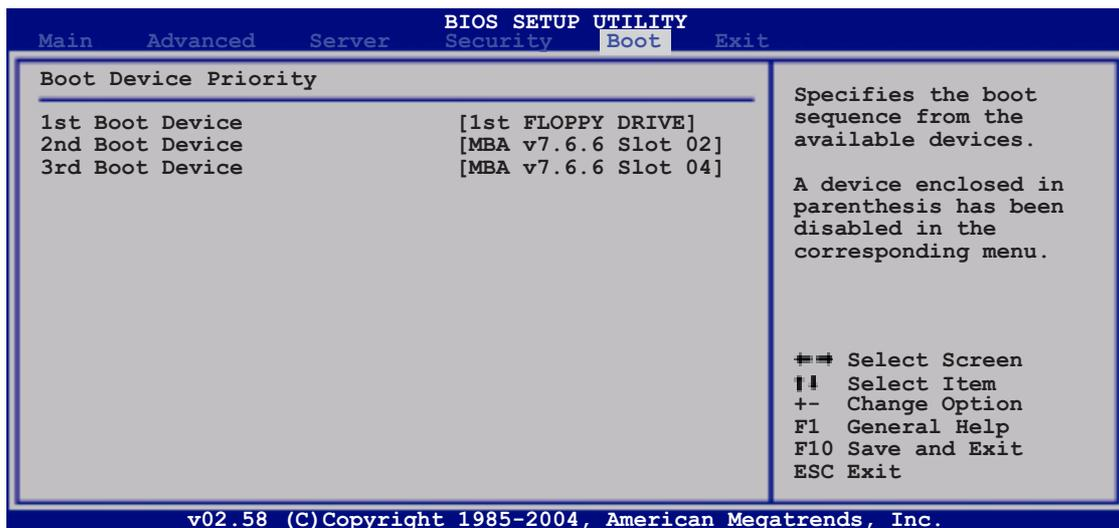 BIOS SETUP UTILITY
Main Advanced Server Security Boot Exit
Boot Device Priority
1st Boot Device [1st FLOPPY DRIVE]
2nd Boot Device [MBA v7.6.6 Slot 02]
3rd Boot Device [MBA v7.6.6 Slot 04]
Specifies the boot
sequence from the
available devices.
A device enclosed in
parenthesis has been
disabled in the
corresponding menu.
←→ Select Screen
↑↓ Select Item
+- Change Option
F1 General Help
F10 Save and Exit
ESC Exit
v02.58 (C)Copyright 1985-2004, American Megatrends, Inc.